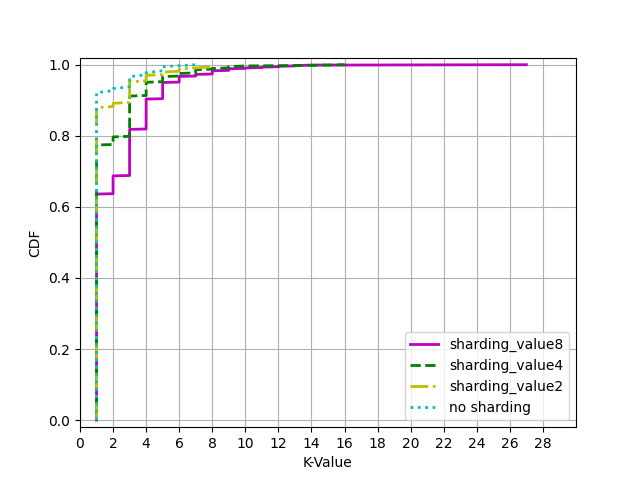 1.0
0.8
0.6
0.4
0.2
0.0
CDF
0 2 4 6 8 10 12 14 16 18 20 22 24 26 28
K-Value
sharding_value8
sharding_value4
sharding_value2
no sharding